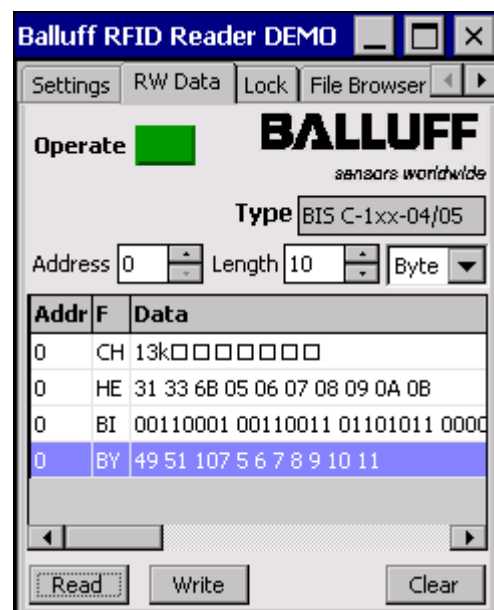 Balluff RFID Reader DEMO
Settings RW Data Lock File Browser
Operate BALLUFF
sensors worldwide
Type BIS C-1xx-04/05
Address 0 Length 10 Byte
Addr F Data
0 CH 13k□□□□□□□
0 HE 31 33 6B 05 06 07 08 09 0A 0B
0 BI 00110001 00110011 01101011 0000
0 BY 49 51 107 5 6 7 8 9 10 11
Read Write Clear